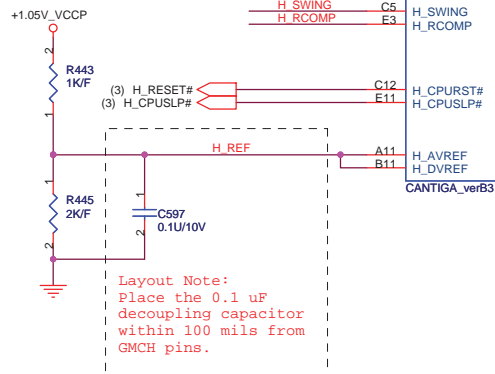 H_SWING
C5
H_SWING
H_RCOMP
E3
H_RCOMP
+1.05V_VCCP
2
R443
1K/F
1
(3) H_RESET#
C12
H_CPURST#
(3) H_CPUSLP#
E11
H_CPUSLP#
H_REF
A11
H_AVREF
B11
H_DVREF
CANTIGA_verB3
1
R445
2K/F
2
1
C597
0.1U/10V
2
Layout Note:
Place the 0.1 uF
decoupling capacitor
within 100 mils from
GMCH pins.